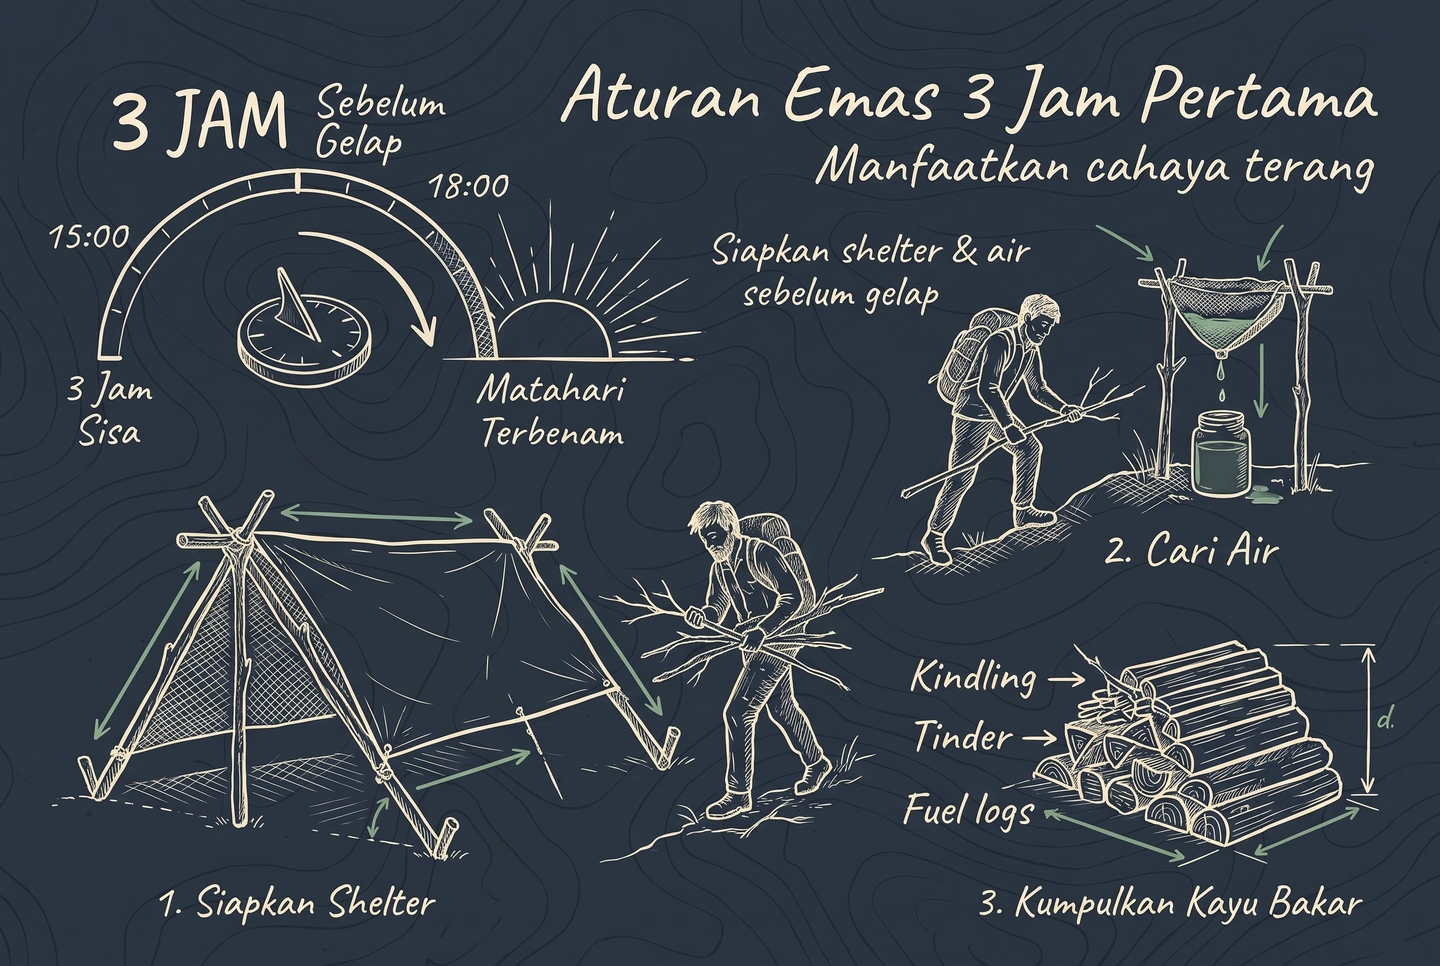 3 JAM Sebelum
Gelap
15:00
18:00
3 Jam
Sisa
Matahari
Terbenam
Aturan Emas 3 Jam Pertama
Manfaatkan cahaya terang
Siapkan shelter & air
sebelum gelap
2. Cari Air
1. Siapkan Shelter
Kindling
Tinder
Fuel logs
d.
3. Kumpulkan Kayu Bakar